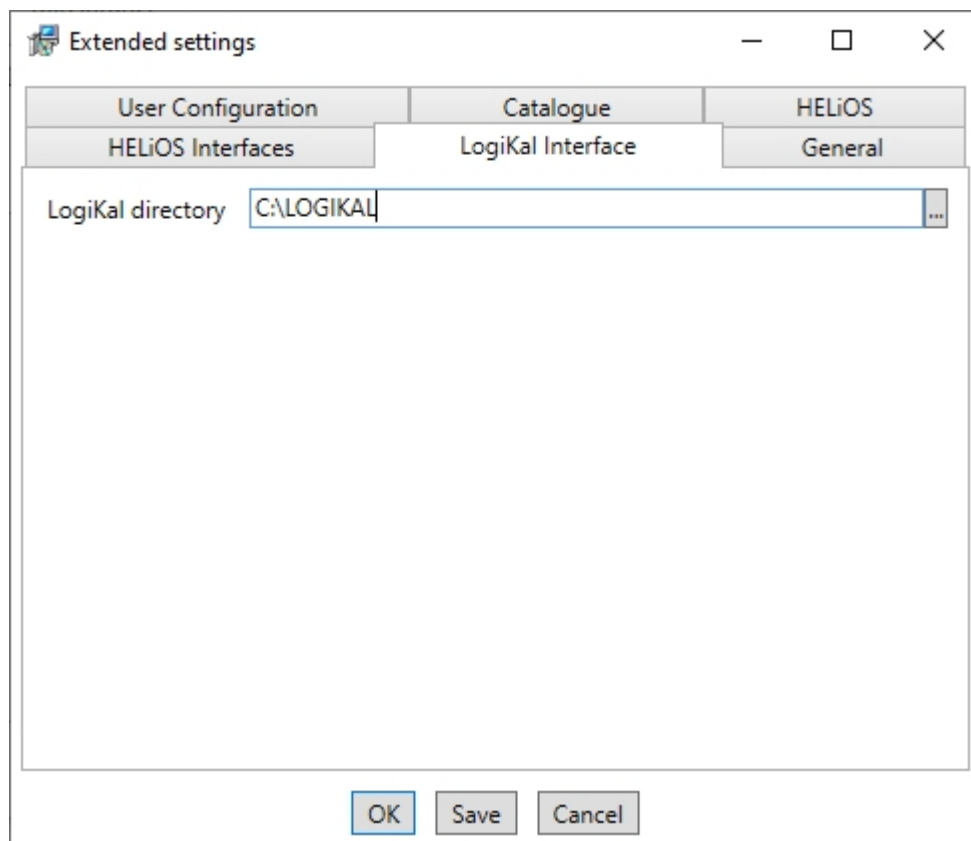 Extended settings
User Configuration Catalogue HELiOS
HELiOS Interfaces LogiKal Interface General
LogiKal directory C:\LOGIKAL ...
OK Save Cancel